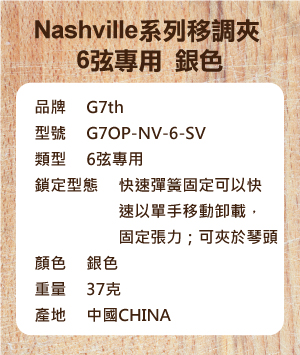 Nashville系列移調夾
6弦專用 銀色
品牌 G7th
型號 G7OP-NV-6-SV
類型 6弦專用
鎖定型態 快速彈簧固定可以快
速以單手移動卸載，
固定張力；可夾於琴頭
顏色 銀色
重量 37克
產地 中國CHINA